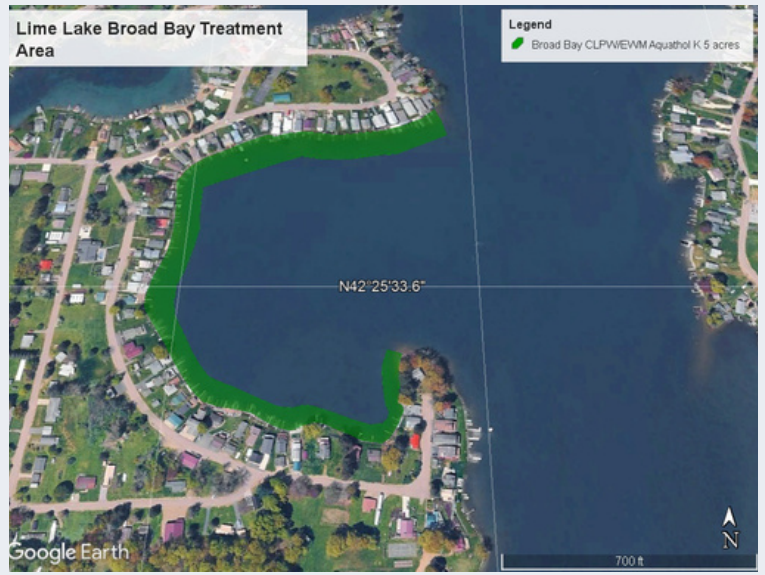 Lime Lake Broad Bay Treatment
Area
Legend
Broad Bay CLPW/EWM Aquathol K 5 acres
N42°25'33.6"
Google Earth
N
700 ft